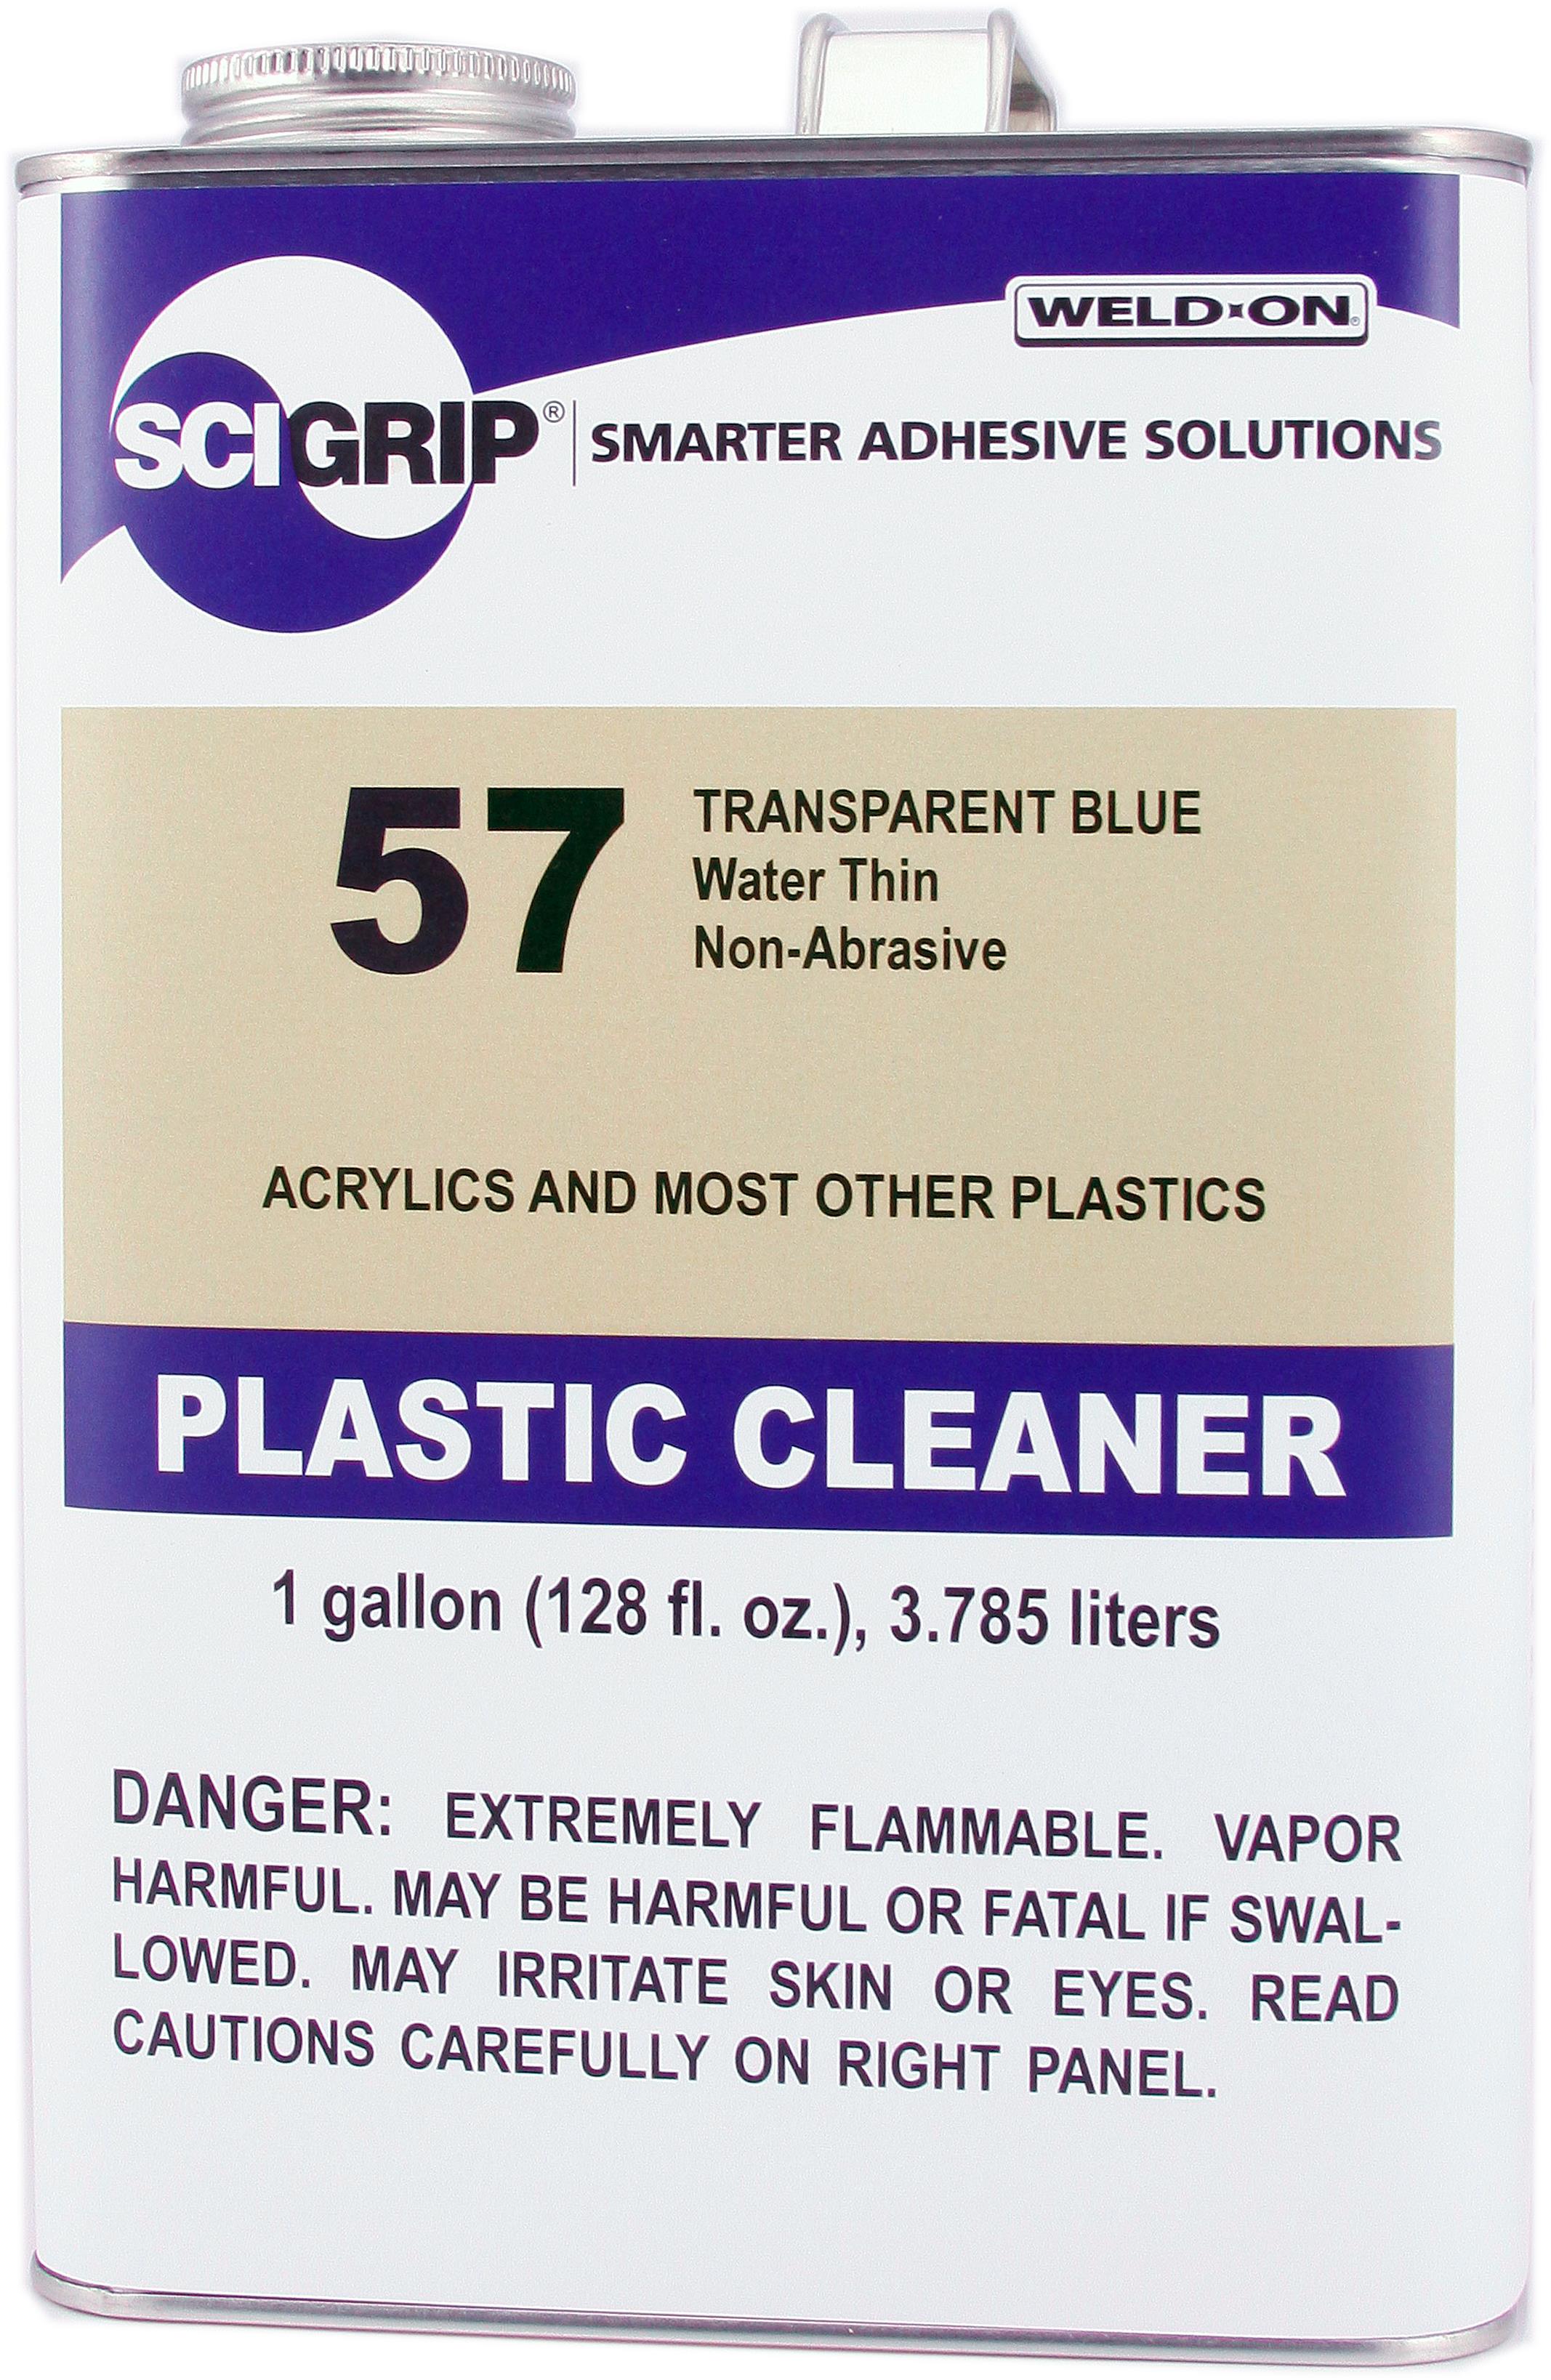 WELD-ON®
SCIGRIP® SMARTER ADHESIVE SOLUTIONS
57
TRANSPARENT BLUE
Water Thin
Non-Abrasive
ACRYLICS AND MOST OTHER PLASTICS
PLASTIC CLEANER
1 gallon (128 fl. oz.), 3.785 liters
DANGER: EXTREMELY FLAMMABLE. VAPOR
HARMFUL. MAY BE HARMFUL OR FATAL IF SWAL-
LOWED. MAY IRRITATE SKIN OR EYES. READ
CAUTIONS CAREFULLY ON RIGHT PANEL.